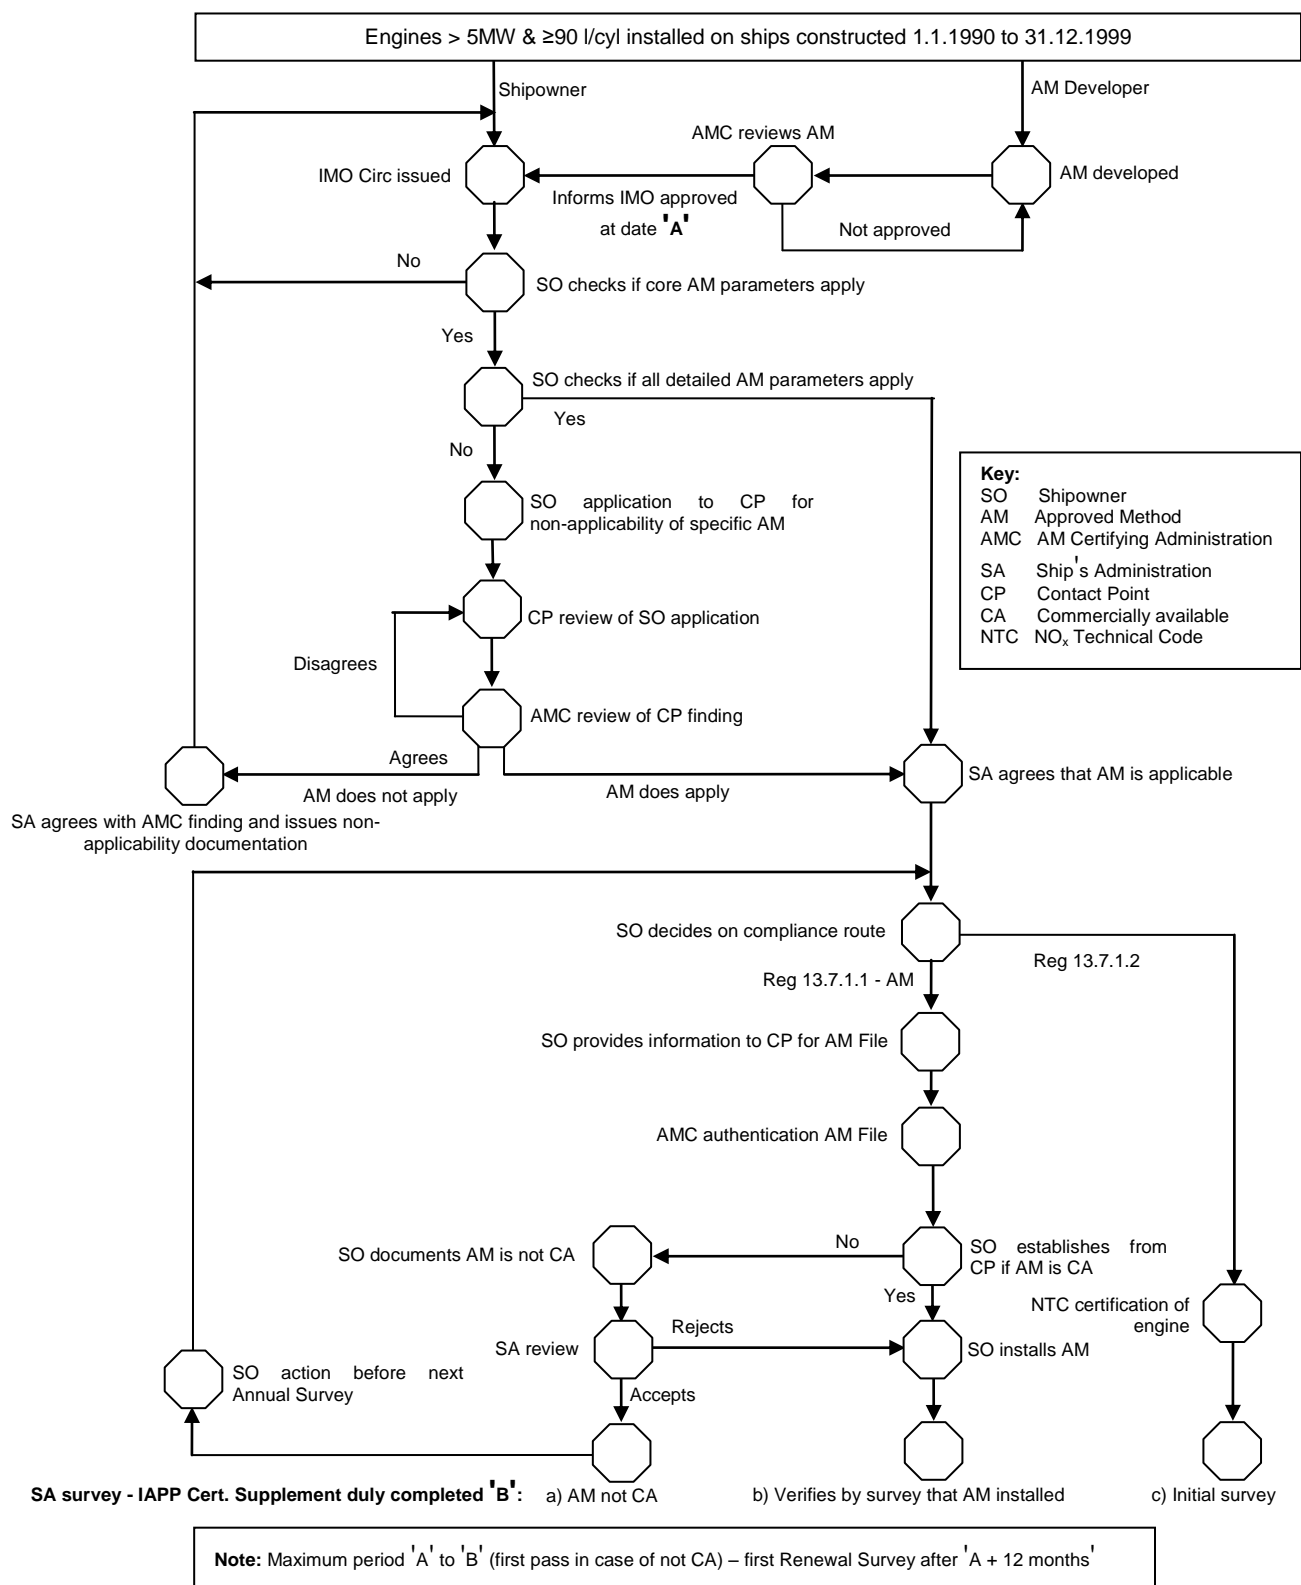 Engines > 5MW & ≥90 l/cyl installed on ships constructed 1.1.1990 to 31.12.1999
Shipowner
AM Developer
AMC reviews AM
IMO Circ issued
AM developed
Informs IMO approved
at date 'A'
Not approved
No
SO checks if core AM parameters apply
Yes
SO checks if all detailed AM parameters apply
Yes
No
SO application to CP for
non-applicability of specific AM
Key:
SO Shipowner
AM Approved Method
AMC AM Certifying Administration
SA Ship's Administration
CP Contact Point
CA Commercially available
NTC NOₓ Technical Code
CP review of SO application
Disagrees
AMC review of CP finding
Agrees
AM does not apply
AM does apply
SA agrees that AM is applicable
SA agrees with AMC finding and issues non-
applicability documentation
SO decides on compliance route
Reg 13.7.1.2
Reg 13.7.1.1 - AM
SO provides information to CP for AM File
AMC authentication AM File
No
SO documents AM is not CA
SO establishes from
CP if AM is CA
Yes
NTC certification of
engine
Rejects
SA review
SO installs AM
SO action before next
Annual Survey
Accepts
SA survey - IAPP Cert. Supplement duly completed 'B': a) AM not CA b) Verifies by survey that AM installed c) Initial survey
Note: Maximum period 'A' to 'B' (first pass in case of not CA) – first Renewal Survey after 'A + 12 months'